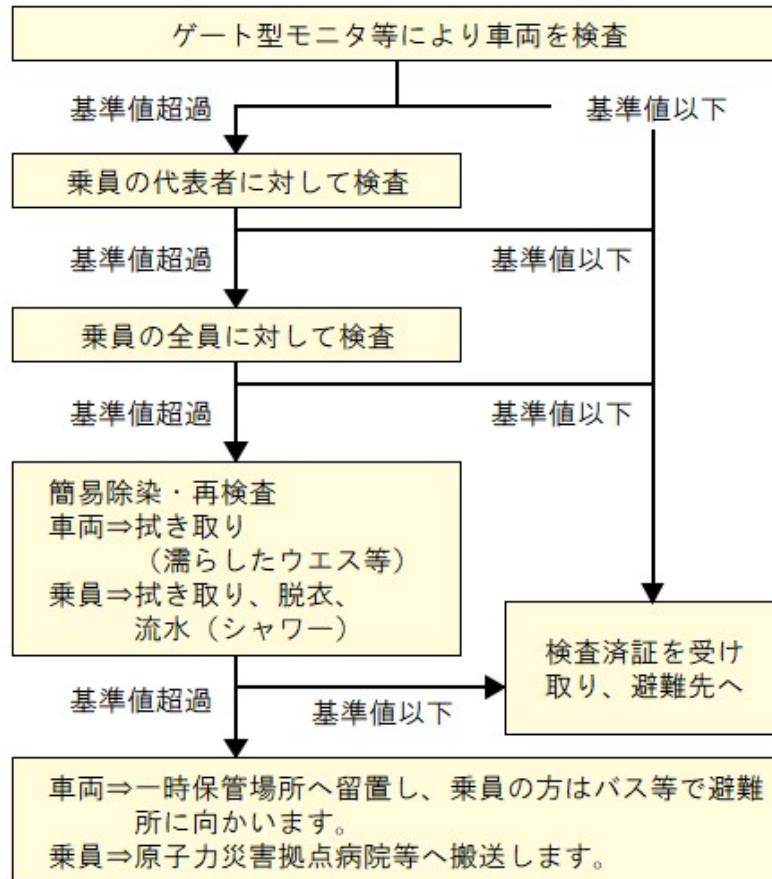 ゲート型モニタ等により車両を検査
基準値超過
基準値以下
乗員の代表者に対して検査
基準値超過
基準値以下
乗員の全員に対して検査
基準値超過
基準値以下
簡易除染・再検査
車両⇒拭き取り
（濡らしたウエス等）
乗員⇒拭き取り、脱衣、
流水（シャワー）
検査済証を受け
取り、避難先へ
基準値超過
基準値以下
車両⇒一時保管場所へ留置し、乗員の方はバス等で避難
所に向かいます。
乗員⇒原子力災害拠点病院等へ搬送します。